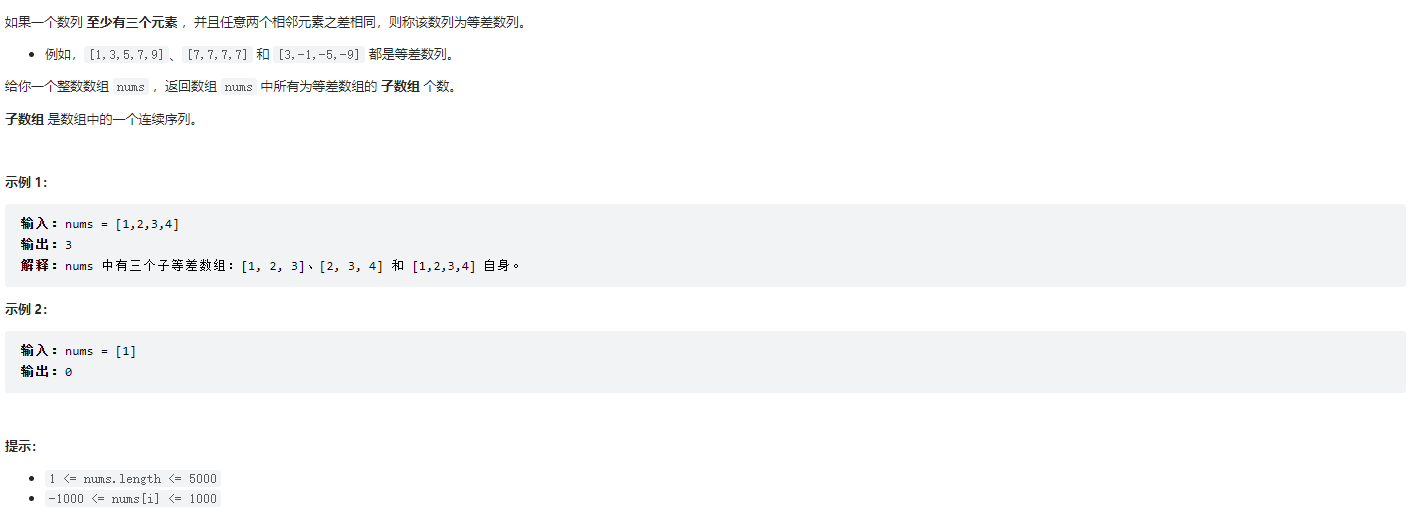 如果一个数列 至少有三个元素 ，并且任意两个相邻元素之差相同，则称该数列为等差数列。
例如，[1,3,5,7,9]、[7,7,7,7] 和 [3,-1,-5,-9] 都是等差数列。
给你一个整数数组 nums ，返回数组 nums 中所有为等差数组的 子数组 个数。
子数组 是数组中的一个连续序列。
示例 1：
输入：nums = [1,2,3,4]
输出：3
解释：nums 中有三个子等差数组：[1, 2, 3]、[2, 3, 4] 和 [1,2,3,4] 自身。
示例 2：
输入：nums = [1]
输出：0
提示：
1 <= nums.length <= 5000
-1000 <= nums[i] <= 1000